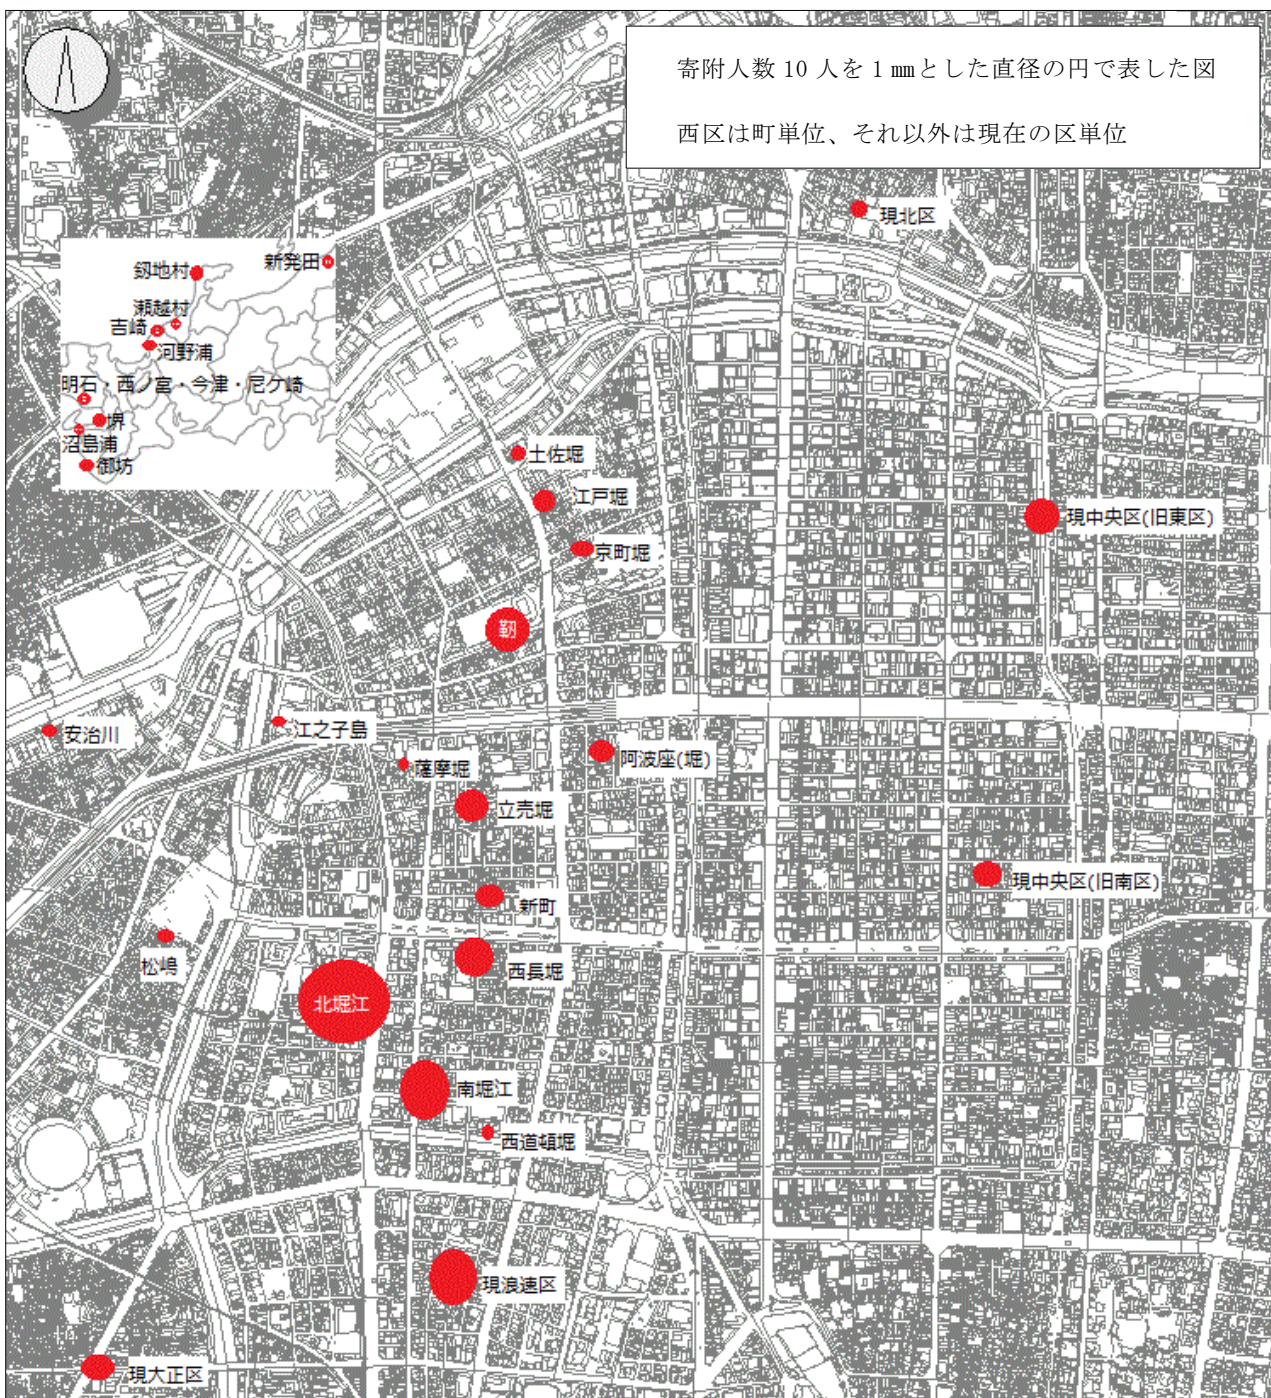 寄附人数 10 人を 1 ㎜とした直径の円で表した図
西区は町単位、それ以外は現在の区単位
現北区
新発田
釼地村
瀬越村
吉崎
河野浦
明石・西ノ宮・今津・尼ケ崎
堺
沼島浦
御坊
土佐堀
江戸堀
現中央区(旧東区)
京町堀
靭
江之子島
安治川
阿波座(堀)
薩摩堀
立売堀
現中央区(旧南区)
新町
松嶋
西長堀
北堀江
南堀江
西道頓堀
現浪速区
現大正区